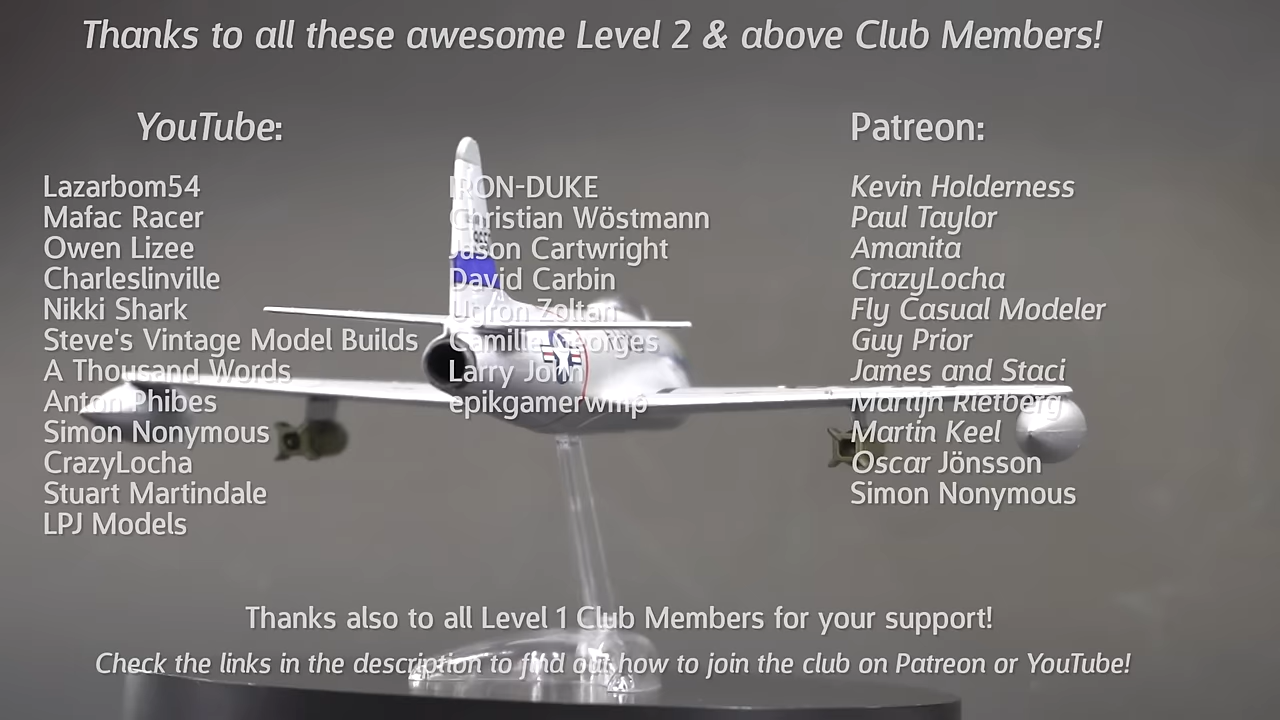 Thanks to all these awesome Level 2 & above Club Members!
YouTube:
Lazarbom54
Mafac Racer
Owen Lizee
Charleslinville
Nikki Shark
Steve's Vintage Model Builds
A Thousand Words
Anton Phibes
Simon Nonymous
CrazyLocha
Stuart Martindale
LPJ Models
IRON-DUKE
Christian Wöstmann
Jason Cartwright
David Carbin
Ugron Zoltan
Camille Georges
Larry John
epikgamerwmp
Patreon:
Kevin Holderness
Paul Taylor
Amanita
CrazyLocha
Fly Casual Modeler
Guy Prior
James and Staci
Martijn Rietberg
Martin Keel
Oscar Jönsson
Simon Nonymous
Thanks also to all Level 1 Club Members for your support!
Check the links in the description to find out how to join the club on Patreon or YouTube!